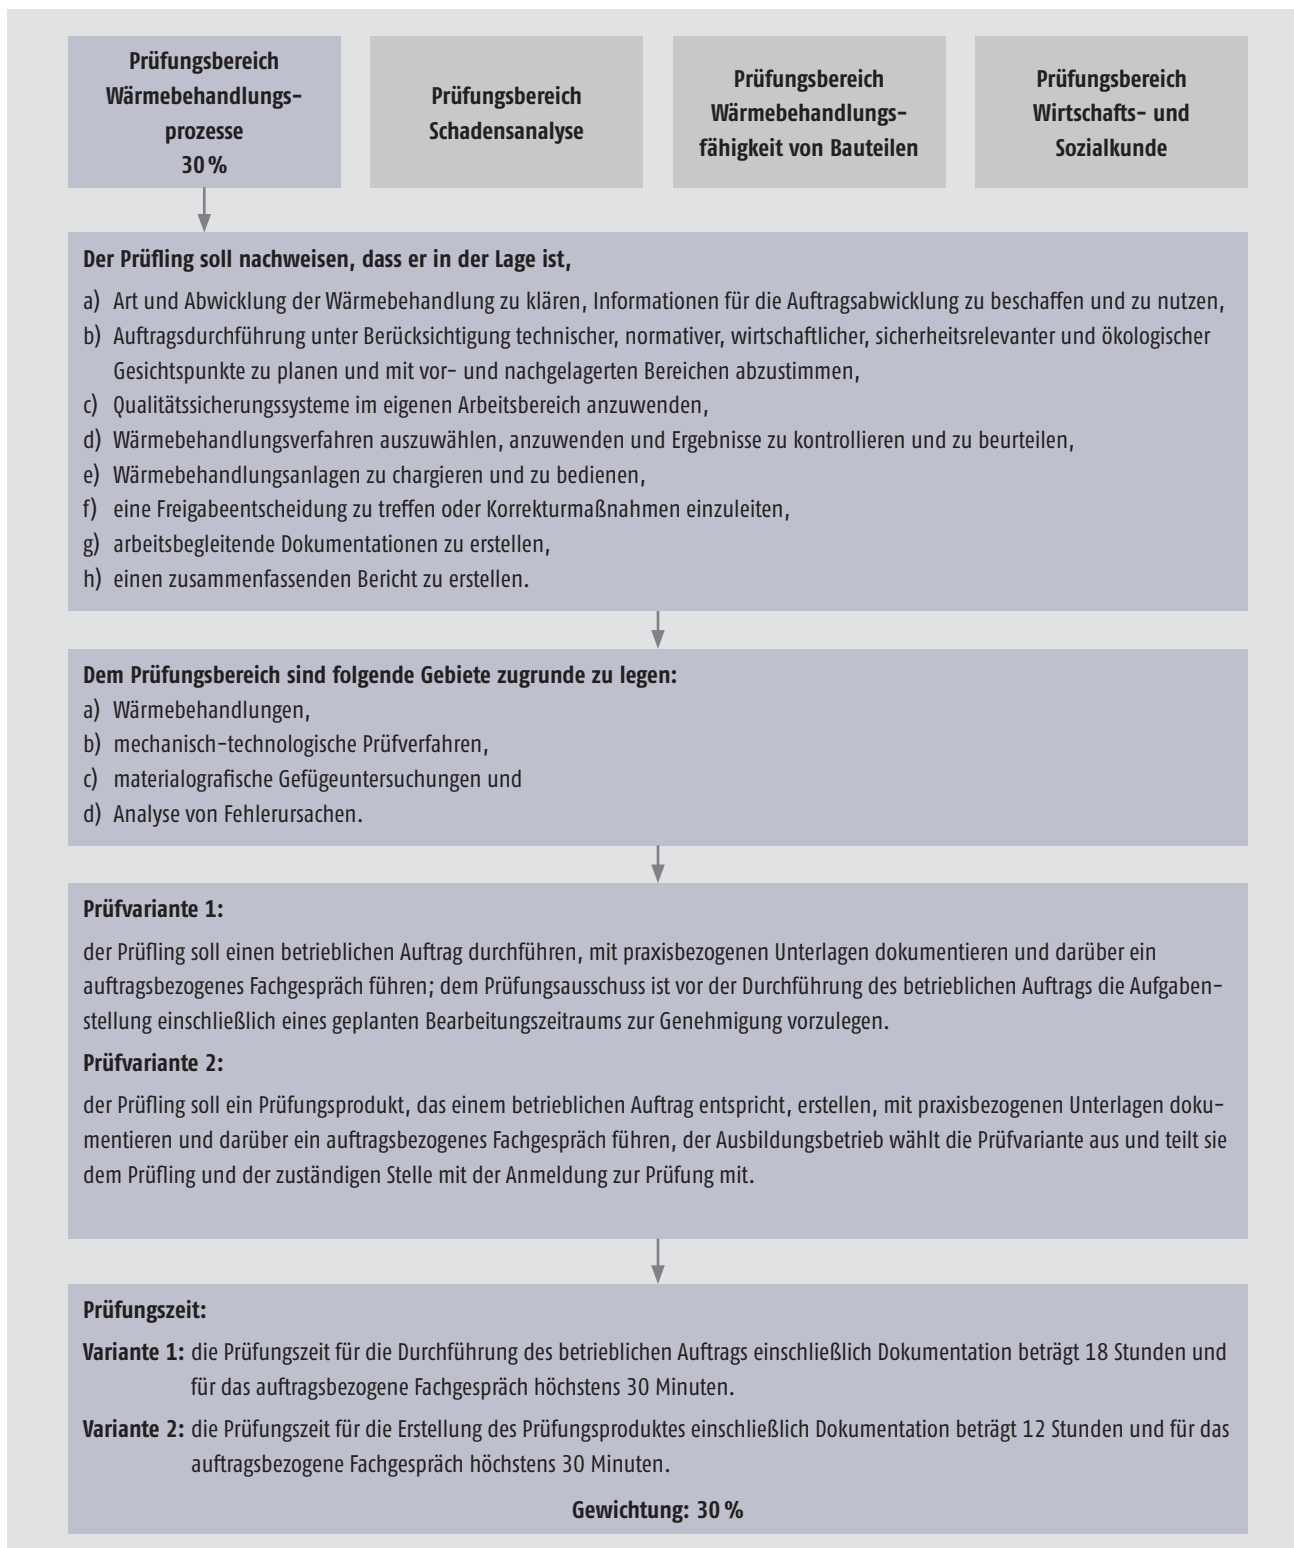 Prüfungsbereich
Wärmebehandlungs-
prozesse
30 %
Prüfungsbereich
Schadensanalyse
Prüfungsbereich
Wärmebehandlungs-
fähigkeit von Bauteilen
Prüfungsbereich
Wirtschafts- und
Sozialkunde
Der Prüfling soll nachweisen, dass er in der Lage ist,
a) Art und Abwicklung der Wärmebehandlung zu klären, Informationen für die Auftragsabwicklung zu beschaffen und zu nutzen,
b) Auftragsdurchführung unter Berücksichtigung technischer, normativer, wirtschaftlicher, sicherheitsrelevanter und ökologischer
Gesichtspunkte zu planen und mit vor- und nachgelagerten Bereichen abzustimmen,
c) Qualitätssicherungssysteme im eigenen Arbeitsbereich anzuwenden,
d) Wärmebehandlungsverfahren auszuwählen, anzuwenden und Ergebnisse zu kontrollieren und zu beurteilen,
e) Wärmebehandlungsanlagen zu chargieren und zu bedienen,
f) eine Freigabeentscheidung zu treffen oder Korrekturmaßnahmen einzuleiten,
g) arbeitsbegleitende Dokumentationen zu erstellen,
h) einen zusammenfassenden Bericht zu erstellen.
Dem Prüfungsbereich sind folgende Gebiete zugrunde zu legen:
a) Wärmebehandlungen,
b) mechanisch-technologische Prüfverfahren,
c) materialografische Gefügeuntersuchungen und
d) Analyse von Fehlerursachen.
Prüfvariante 1:
der Prüfling soll einen betrieblichen Auftrag durchführen, mit praxisbezogenen Unterlagen dokumentieren und darüber ein
auftragsbezogenes Fachgespräch führen; dem Prüfungsausschuss ist vor der Durchführung des betrieblichen Auftrags die Aufgaben-
stellung einschließlich eines geplanten Bearbeitungszeitraums zur Genehmigung vorzulegen.
Prüfvariante 2:
der Prüfling soll ein Prüfungsprodukt, das einem betrieblichen Auftrag entspricht, erstellen, mit praxisbezogenen Unterlagen doku-
mentieren und darüber ein auftragsbezogenes Fachgespräch führen, der Ausbildungsbetrieb wählt die Prüfvariante aus und teilt sie
dem Prüfling und der zuständigen Stelle mit der Anmeldung zur Prüfung mit.
Prüfungszeit:
Variante 1: die Prüfungszeit für die Durchführung des betrieblichen Auftrags einschließlich Dokumentation beträgt 18 Stunden und
für das auftragsbezogene Fachgespräch höchstens 30 Minuten.
Variante 2: die Prüfungszeit für die Erstellung des Prüfungsproduktes einschließlich Dokumentation beträgt 12 Stunden und für das
auftragsbezogene Fachgespräch höchstens 30 Minuten.
Gewichtung: 30 %